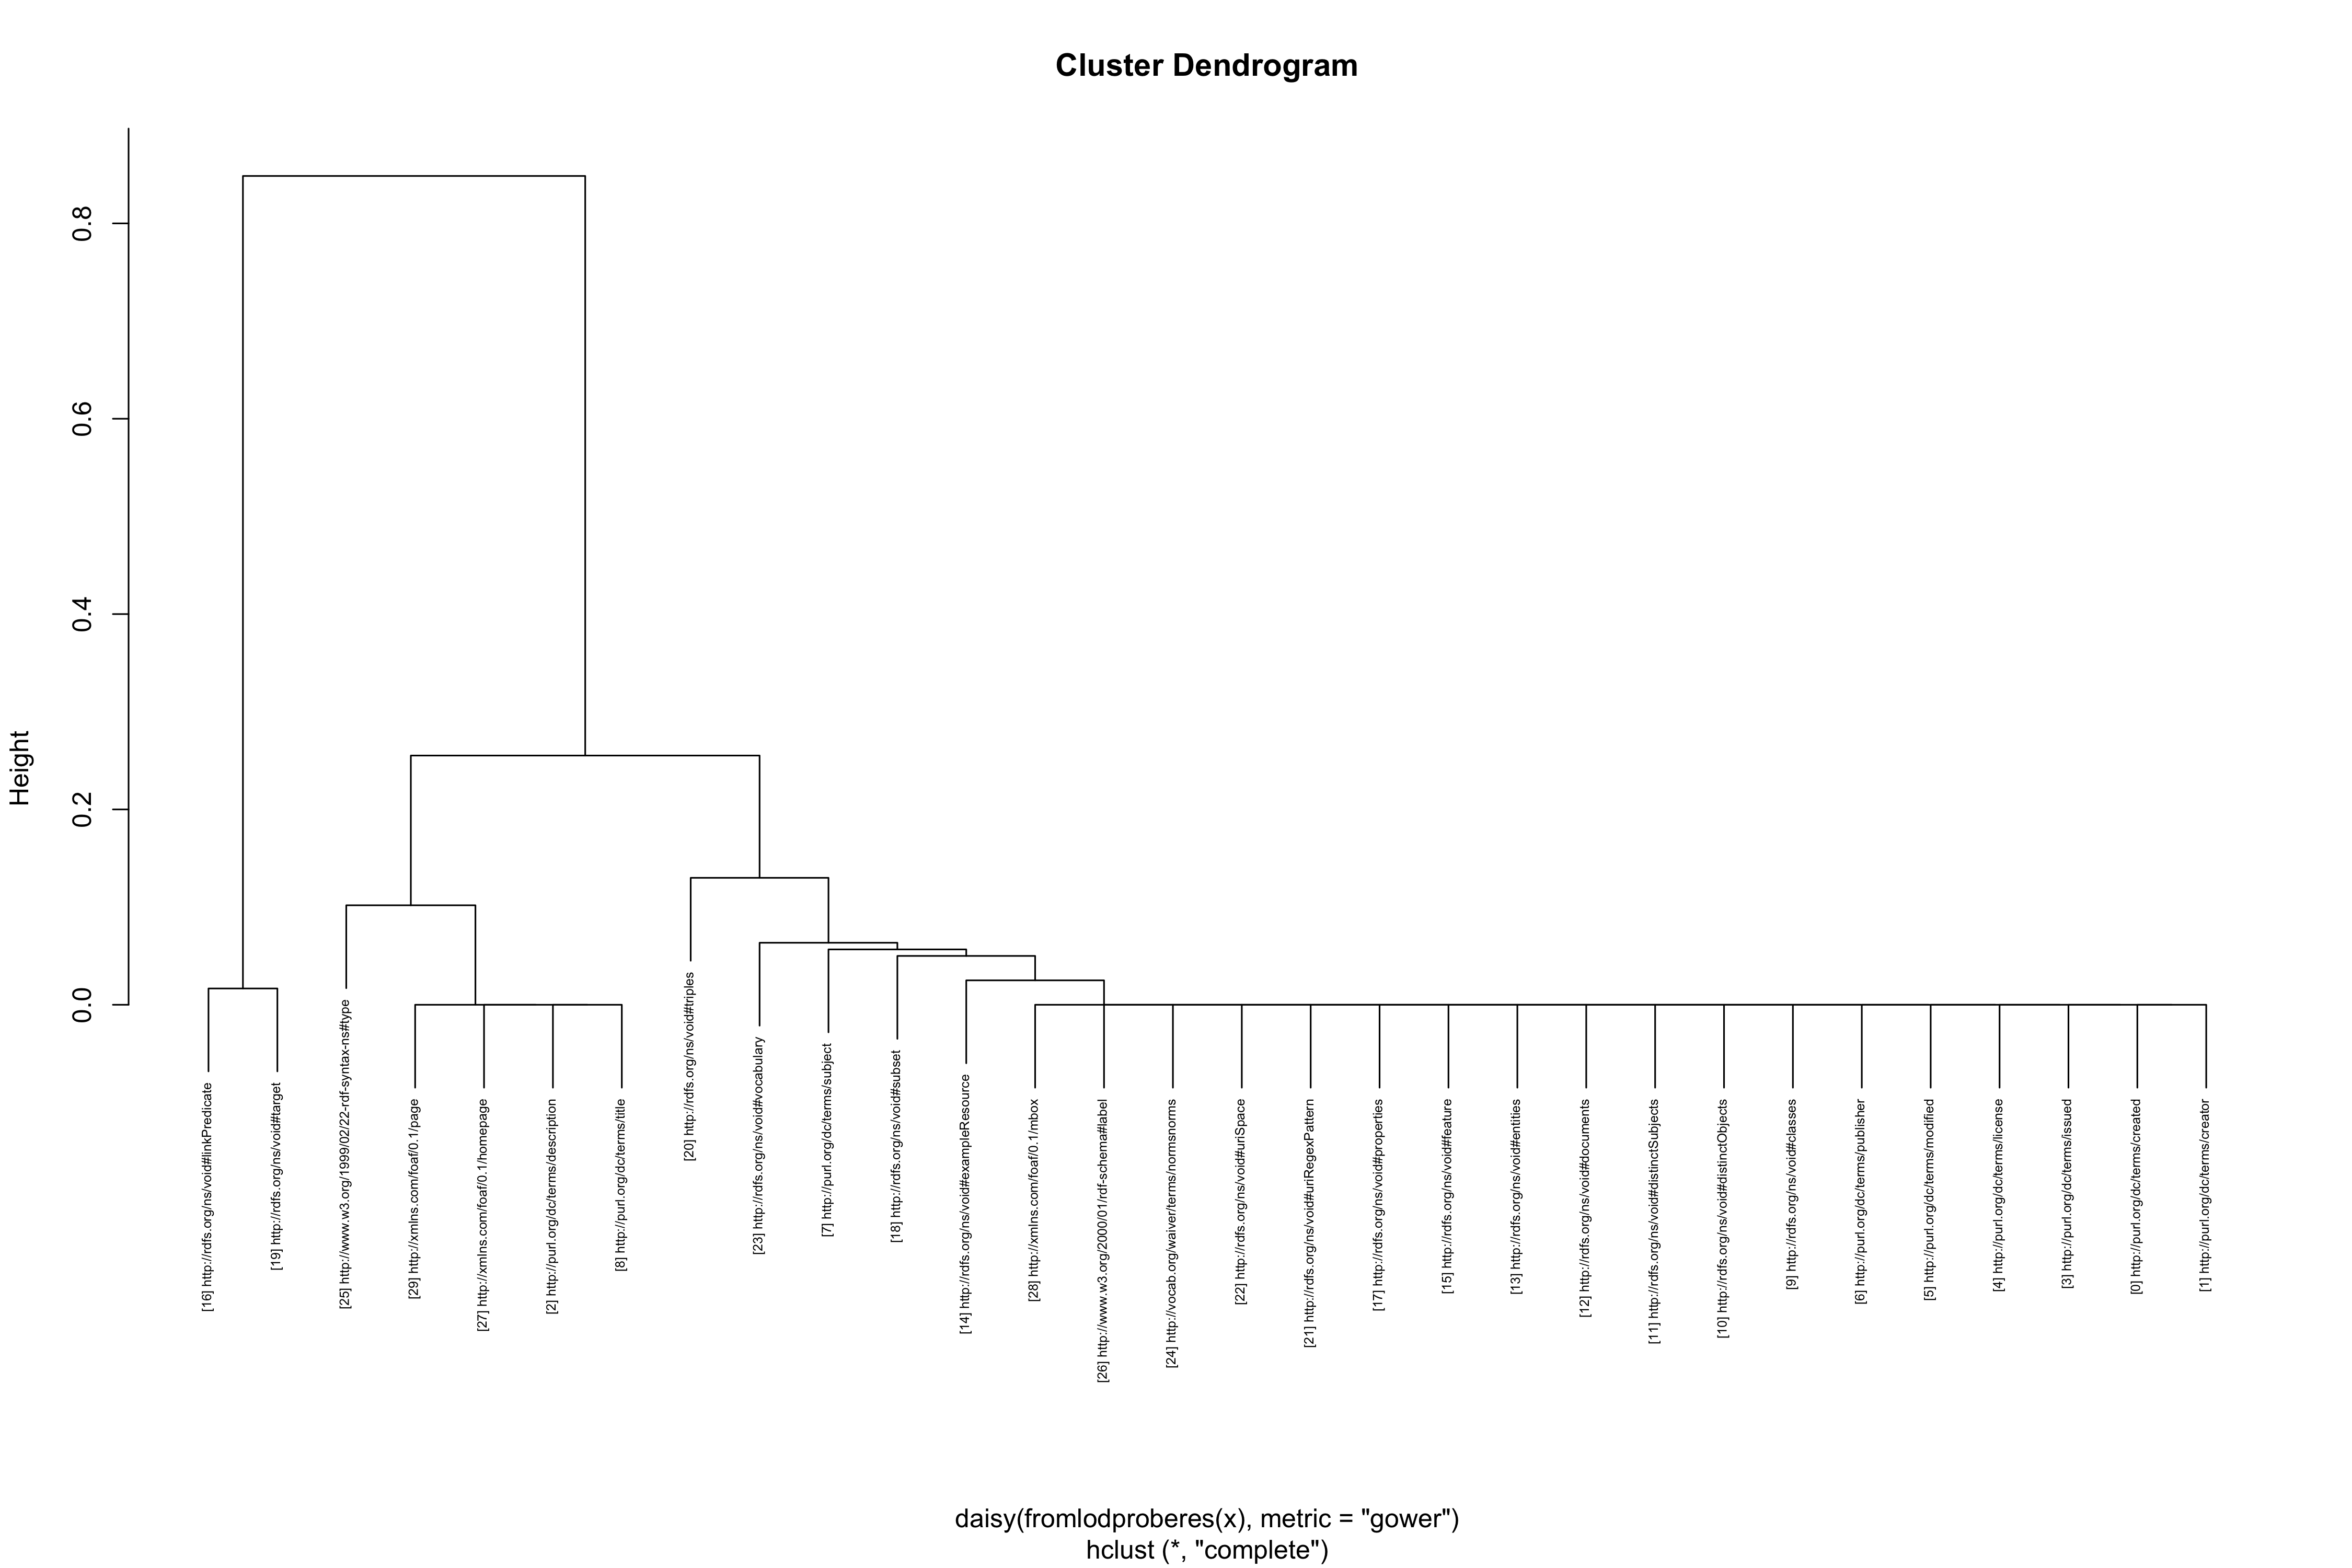 Cluster Dendrogram
Height
0.8
0.6
0.4
0.2
0.0
[16] http://rdfs.org/ns/void#linkPredicate
[19] http://rdfs.org/ns/void#target
[25] http://www.w3.org/1999/02/22-rdf-syntax-ns#type
[29] http://xmlns.com/foaf/0.1/page
[27] http://xmlns.com/foaf/0.1/homepage
[2] http://purl.org/dc/terms/description
[8] http://purl.org/dc/terms/title
[20] http://rdfs.org/ns/void#triples
[23] http://rdfs.org/ns/void#vocabulary
[7] http://purl.org/dc/terms/subject
[18] http://rdfs.org/ns/void#subset
[14] http://rdfs.org/ns/void#exampleResource
[28] http://xmlns.com/foaf/0.1/mbox
[26] http://www.w3.org/2000/01/rdf-schema#label
[24] http://vocab.org/waiver/terms/normsnorms
[22] http://rdfs.org/ns/void#uriSpace
[21] http://rdfs.org/ns/void#uriRegexPattern
[17] http://rdfs.org/ns/void#properties
[15] http://rdfs.org/ns/void#feature
[13] http://rdfs.org/ns/void#entities
[12] http://rdfs.org/ns/void#documents
[11] http://rdfs.org/ns/void#distinctSubjects
[10] http://rdfs.org/ns/void#distinctObjects
[9] http://rdfs.org/ns/void#classes
[6] http://purl.org/dc/terms/publisher
[5] http://purl.org/dc/terms/modified
[4] http://purl.org/dc/terms/license
[3] http://purl.org/dc/terms/issued
[0] http://purl.org/dc/terms/created
[1] http://purl.org/dc/terms/creator
daisy(fromlodproberes(x), metric = "gower")
hclust (*, "complete")